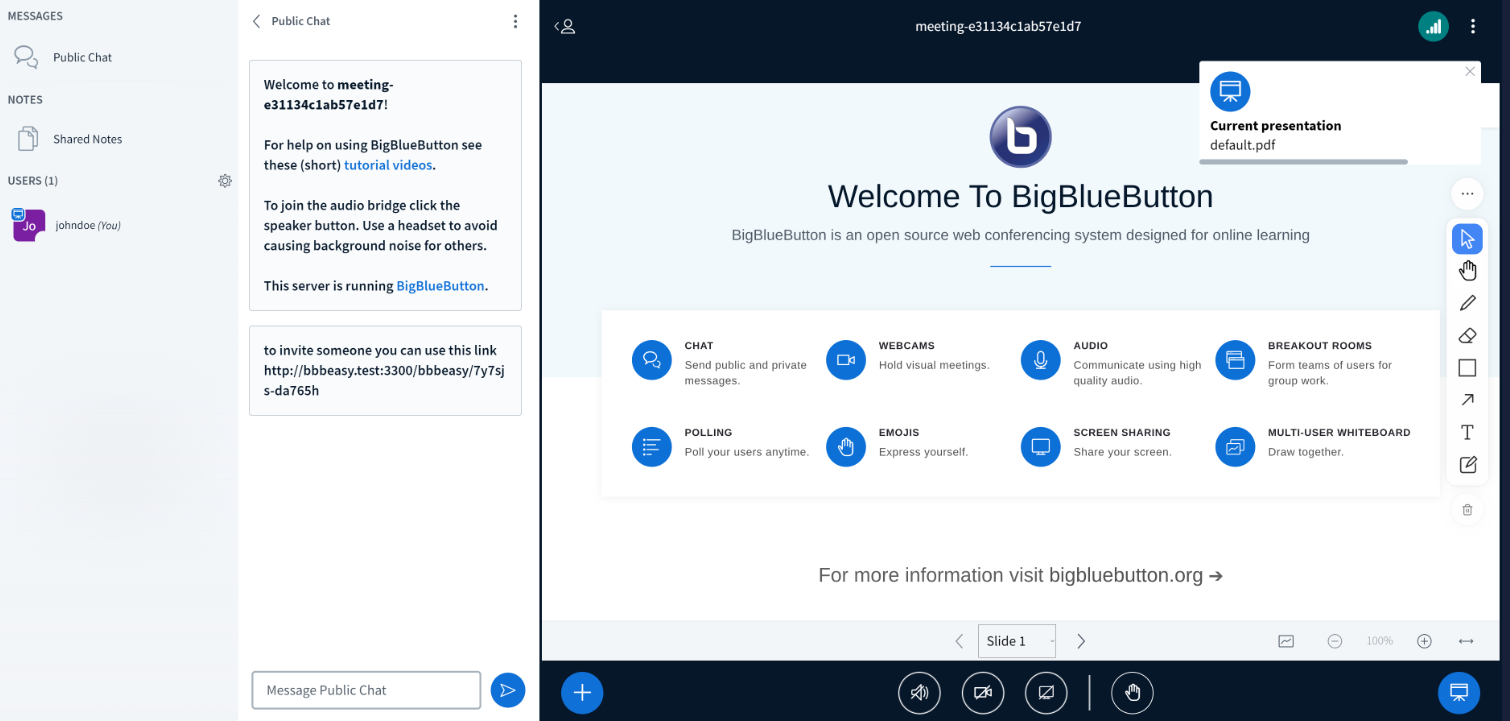 MESSAGES
Public Chat
NOTES
Shared Notes
USERS (1)
Jo
johndoe (You)
Public Chat
Welcome to meeting-
e31134c1ab57e1d7!
For help on using BigBlueButton see
these (short) tutorial videos.
To join the audio bridge click the
speaker button. Use a headset to avoid
causing background noise for others.
This server is running BigBlueButton.
to invite someone you can use this link
http://bbbeasy.test:3300/bbbeasy/7y7sj
s-da765h
Message Public Chat
meeting-e31134c1ab57e1d7
Current presentation
default.pdf
b
Welcome To BigBlueButton
BigBlueButton is an open source web conferencing system designed for online learning
CHAT
Send public and private
messages.
WEBCAMS
Hold visual meetings.
AUDIO
Communicate using high
quality audio.
BREAKOUT ROOMS
Form teams of users for
group work.
POLLING
Poll your users anytime.
EMOJIS
Express yourself.
SCREEN SHARING
Share your screen.
MULTI-USER WHITEBOARD
Draw together.
For more information visit bigbluebutton.org ➔
Slide 1
100%